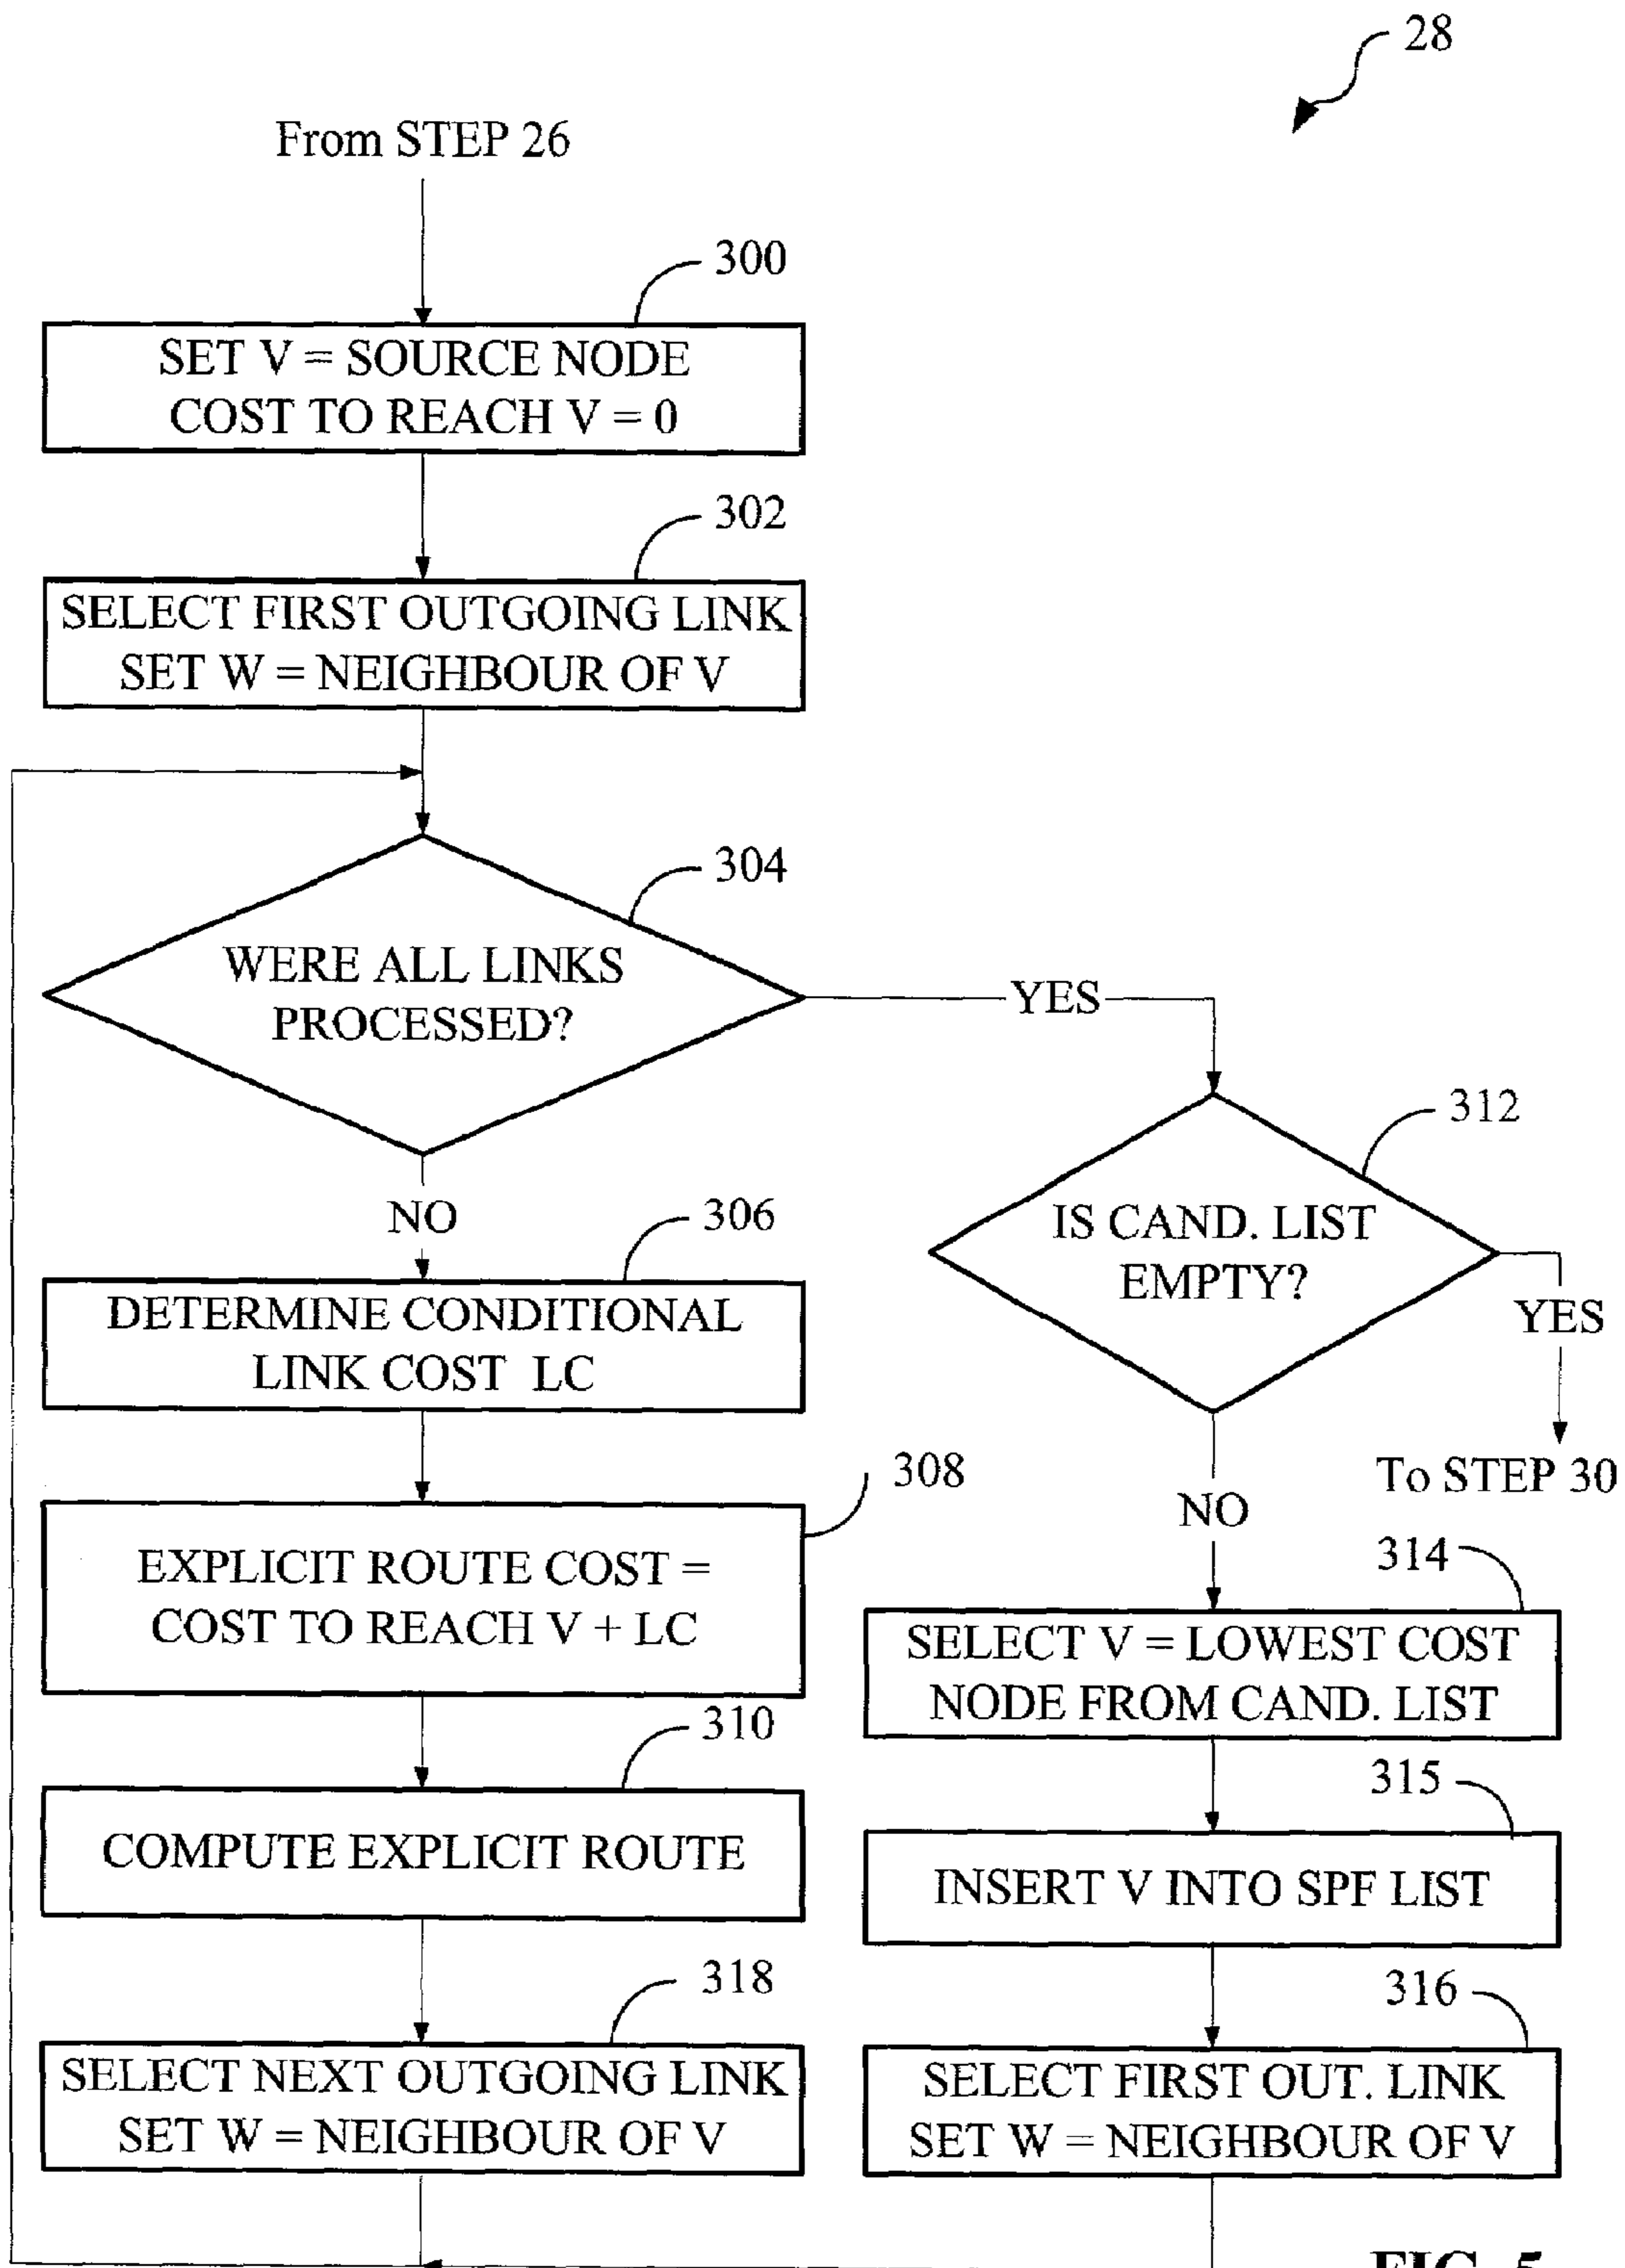 28
From STEP 26
300
SET V = SOURCE NODE
COST TO REACH V = 0
302
SELECT FIRST OUTGOING LINK
SET W = NEIGHBOUR OF V
304
WERE ALL LINKS
PROCESSED?
YES
NO
312
IS CAND. LIST
EMPTY?
YES
To STEP 30
NO
306
DETERMINE CONDITIONAL
LINK COST LC
308
EXPLICIT ROUTE COST =
COST TO REACH V + LC
310
COMPUTE EXPLICIT ROUTE
318
SELECT NEXT OUTGOING LINK
SET W = NEIGHBOUR OF V
314
SELECT V = LOWEST COST
NODE FROM CAND. LIST
315
INSERT V INTO SPF LIST
316
SELECT FIRST OUT. LINK
SET W = NEIGHBOUR OF V
FIG. 5